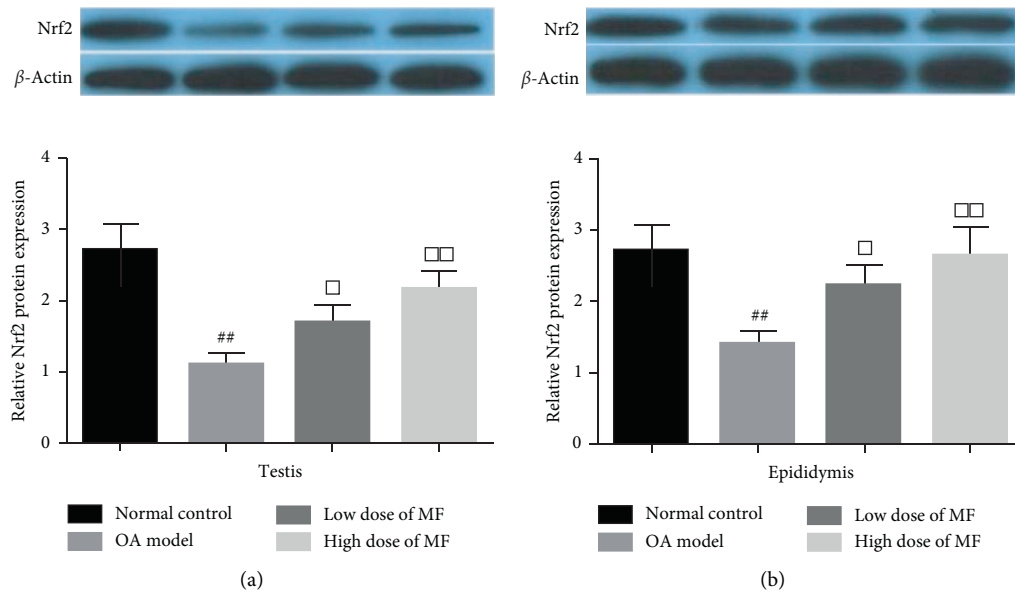 Nrf2
β-Actin
4
3
2
1
0
Relative Nrf2 protein expression
##
□
□□
Testis
Normal control
OA model
Low dose of MF
High dose of MF
(a)
Nrf2
β-Actin
4
3
2
1
0
Relative Nrf2 protein expression
##
□
□□
Epididymis
Normal control
OA model
Low dose of MF
High dose of MF
(b)